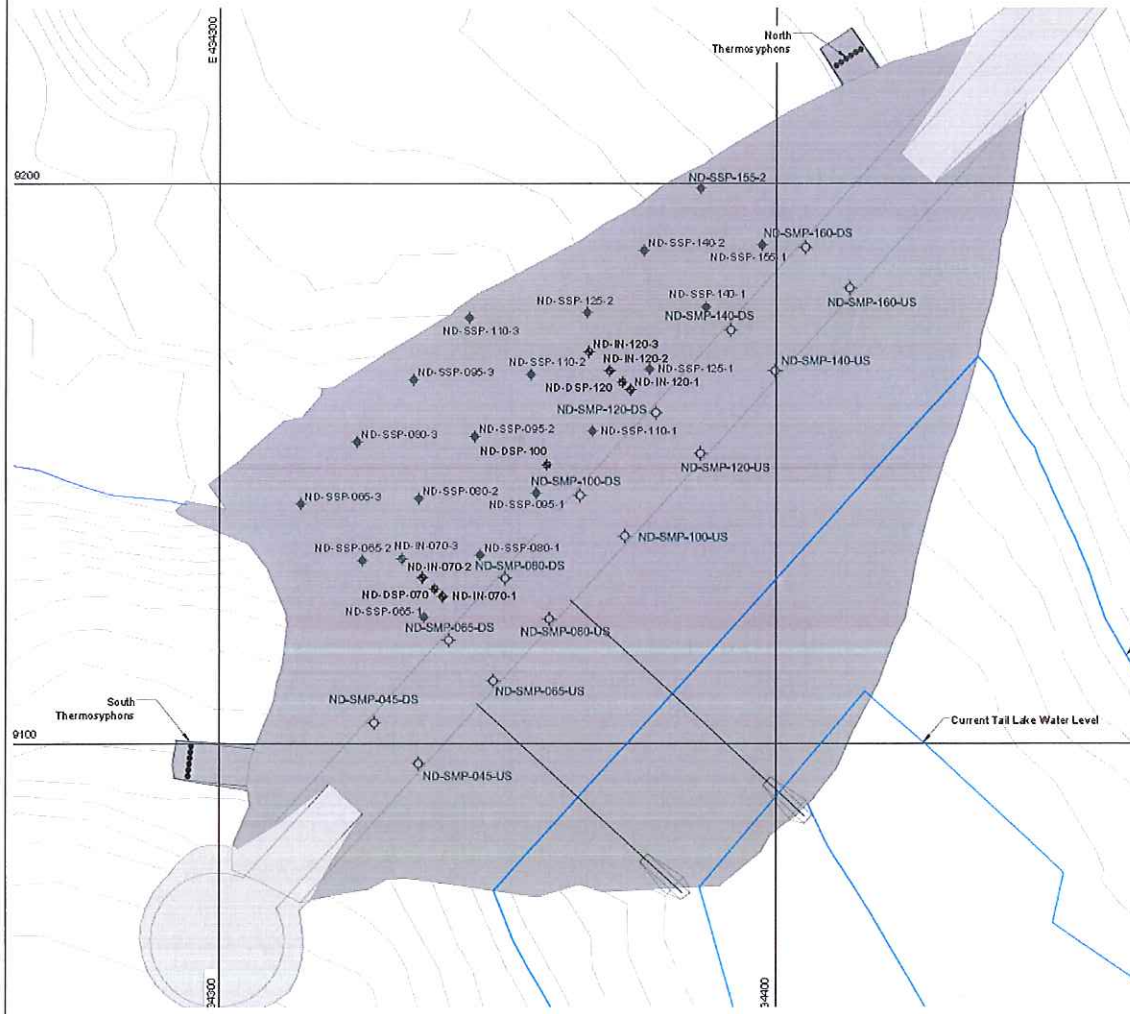 E 434300
North
Thermosyphons
9200
ND-SSP-155-2
ND-SMP-160-DS
ND-SSP-140-2
ND-SSP-155-1
ND-SMP-160-US
ND-SSP-125-2
ND-SSP-140-1
ND-SSP-110-3
ND-SMP-140-DS
ND-IN-120-3
ND-SSP-110-2
ND-IN-120-2
ND-SSP-125-1
ND-SMP-140-US
ND-SSP-095-3
ND-DSP-120
ND-IN-120-1
ND-SMP-120-DS
ND-SSP-080-3
ND-SSP-095-2
ND-SSP-110-1
ND-DSP-100
ND-SMP-120-US
ND-SMP-100-DS
ND-SSP-065-3
ND-SSP-080-2
ND-SSP-095-1
ND-SMP-100-US
ND-SSP-065-2
ND-IN-070-3
ND-SSP-080-1
ND-IN-070-2
ND-SMP-080-DS
ND-DSP-070
ND-IN-070-1
ND-SSP-065-1
ND-SMP-065-DS
ND-SMP-080-US
ND-SMP-065-US
South
Thermosyphons
ND-SMP-045-DS
Current Tail Lake Water Level
9100
ND-SMP-045-US
34300
34400